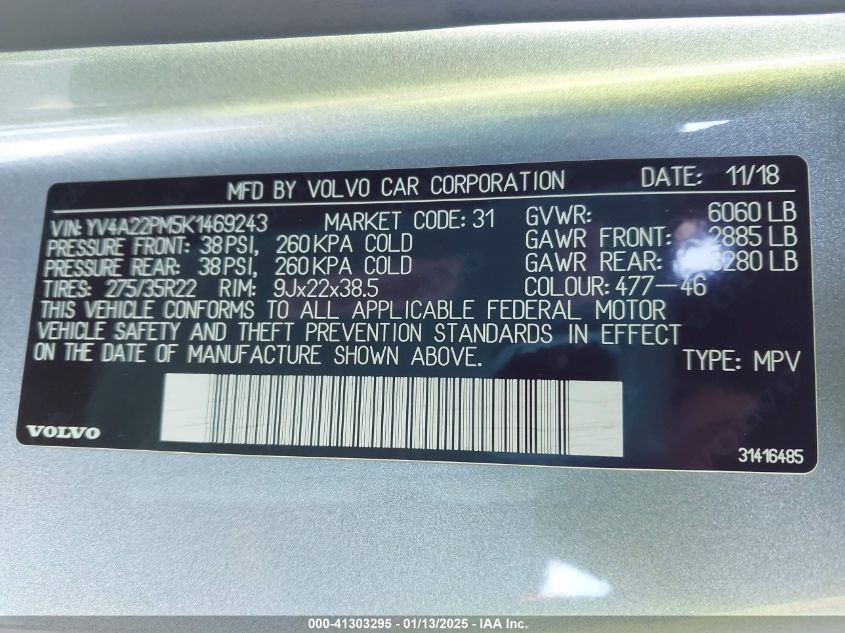 MFD BY VOLVO CAR CORPORATION DATE: 11/18
VIN: YV4A22PM5K1469243 MARKET CODE: 31 GVWR: 6060 LB
PRESSURE FRONT: 38 PSI, 260 KPA COLD GAWR FRONT: 2885 LB
PRESSURE REAR: 38 PSI, 260 KPA COLD GAWR REAR: 3280 LB
TIRES: 275/35R22 RIM: 9Jx22x38.5 COLOUR: 477-46
THIS VEHICLE CONFORMS TO ALL APPLICABLE FEDERAL MOTOR
VEHICLE SAFETY AND THEFT PREVENTION STANDARDS IN EFFECT
ON THE DATE OF MANUFACTURE SHOWN ABOVE. TYPE: MPV
VOLVO 31416485
000-41303295 - 01/13/2025 - IAA Inc.